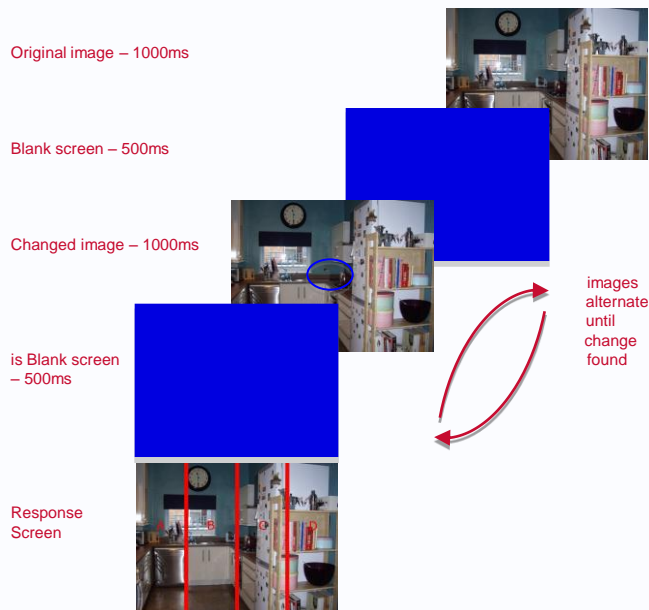 Original image – 1000ms
Blank screen – 500ms
Changed image – 1000ms
images
alternate
until
change
found
is Blank screen
– 500ms
Response
Screen
A B C D